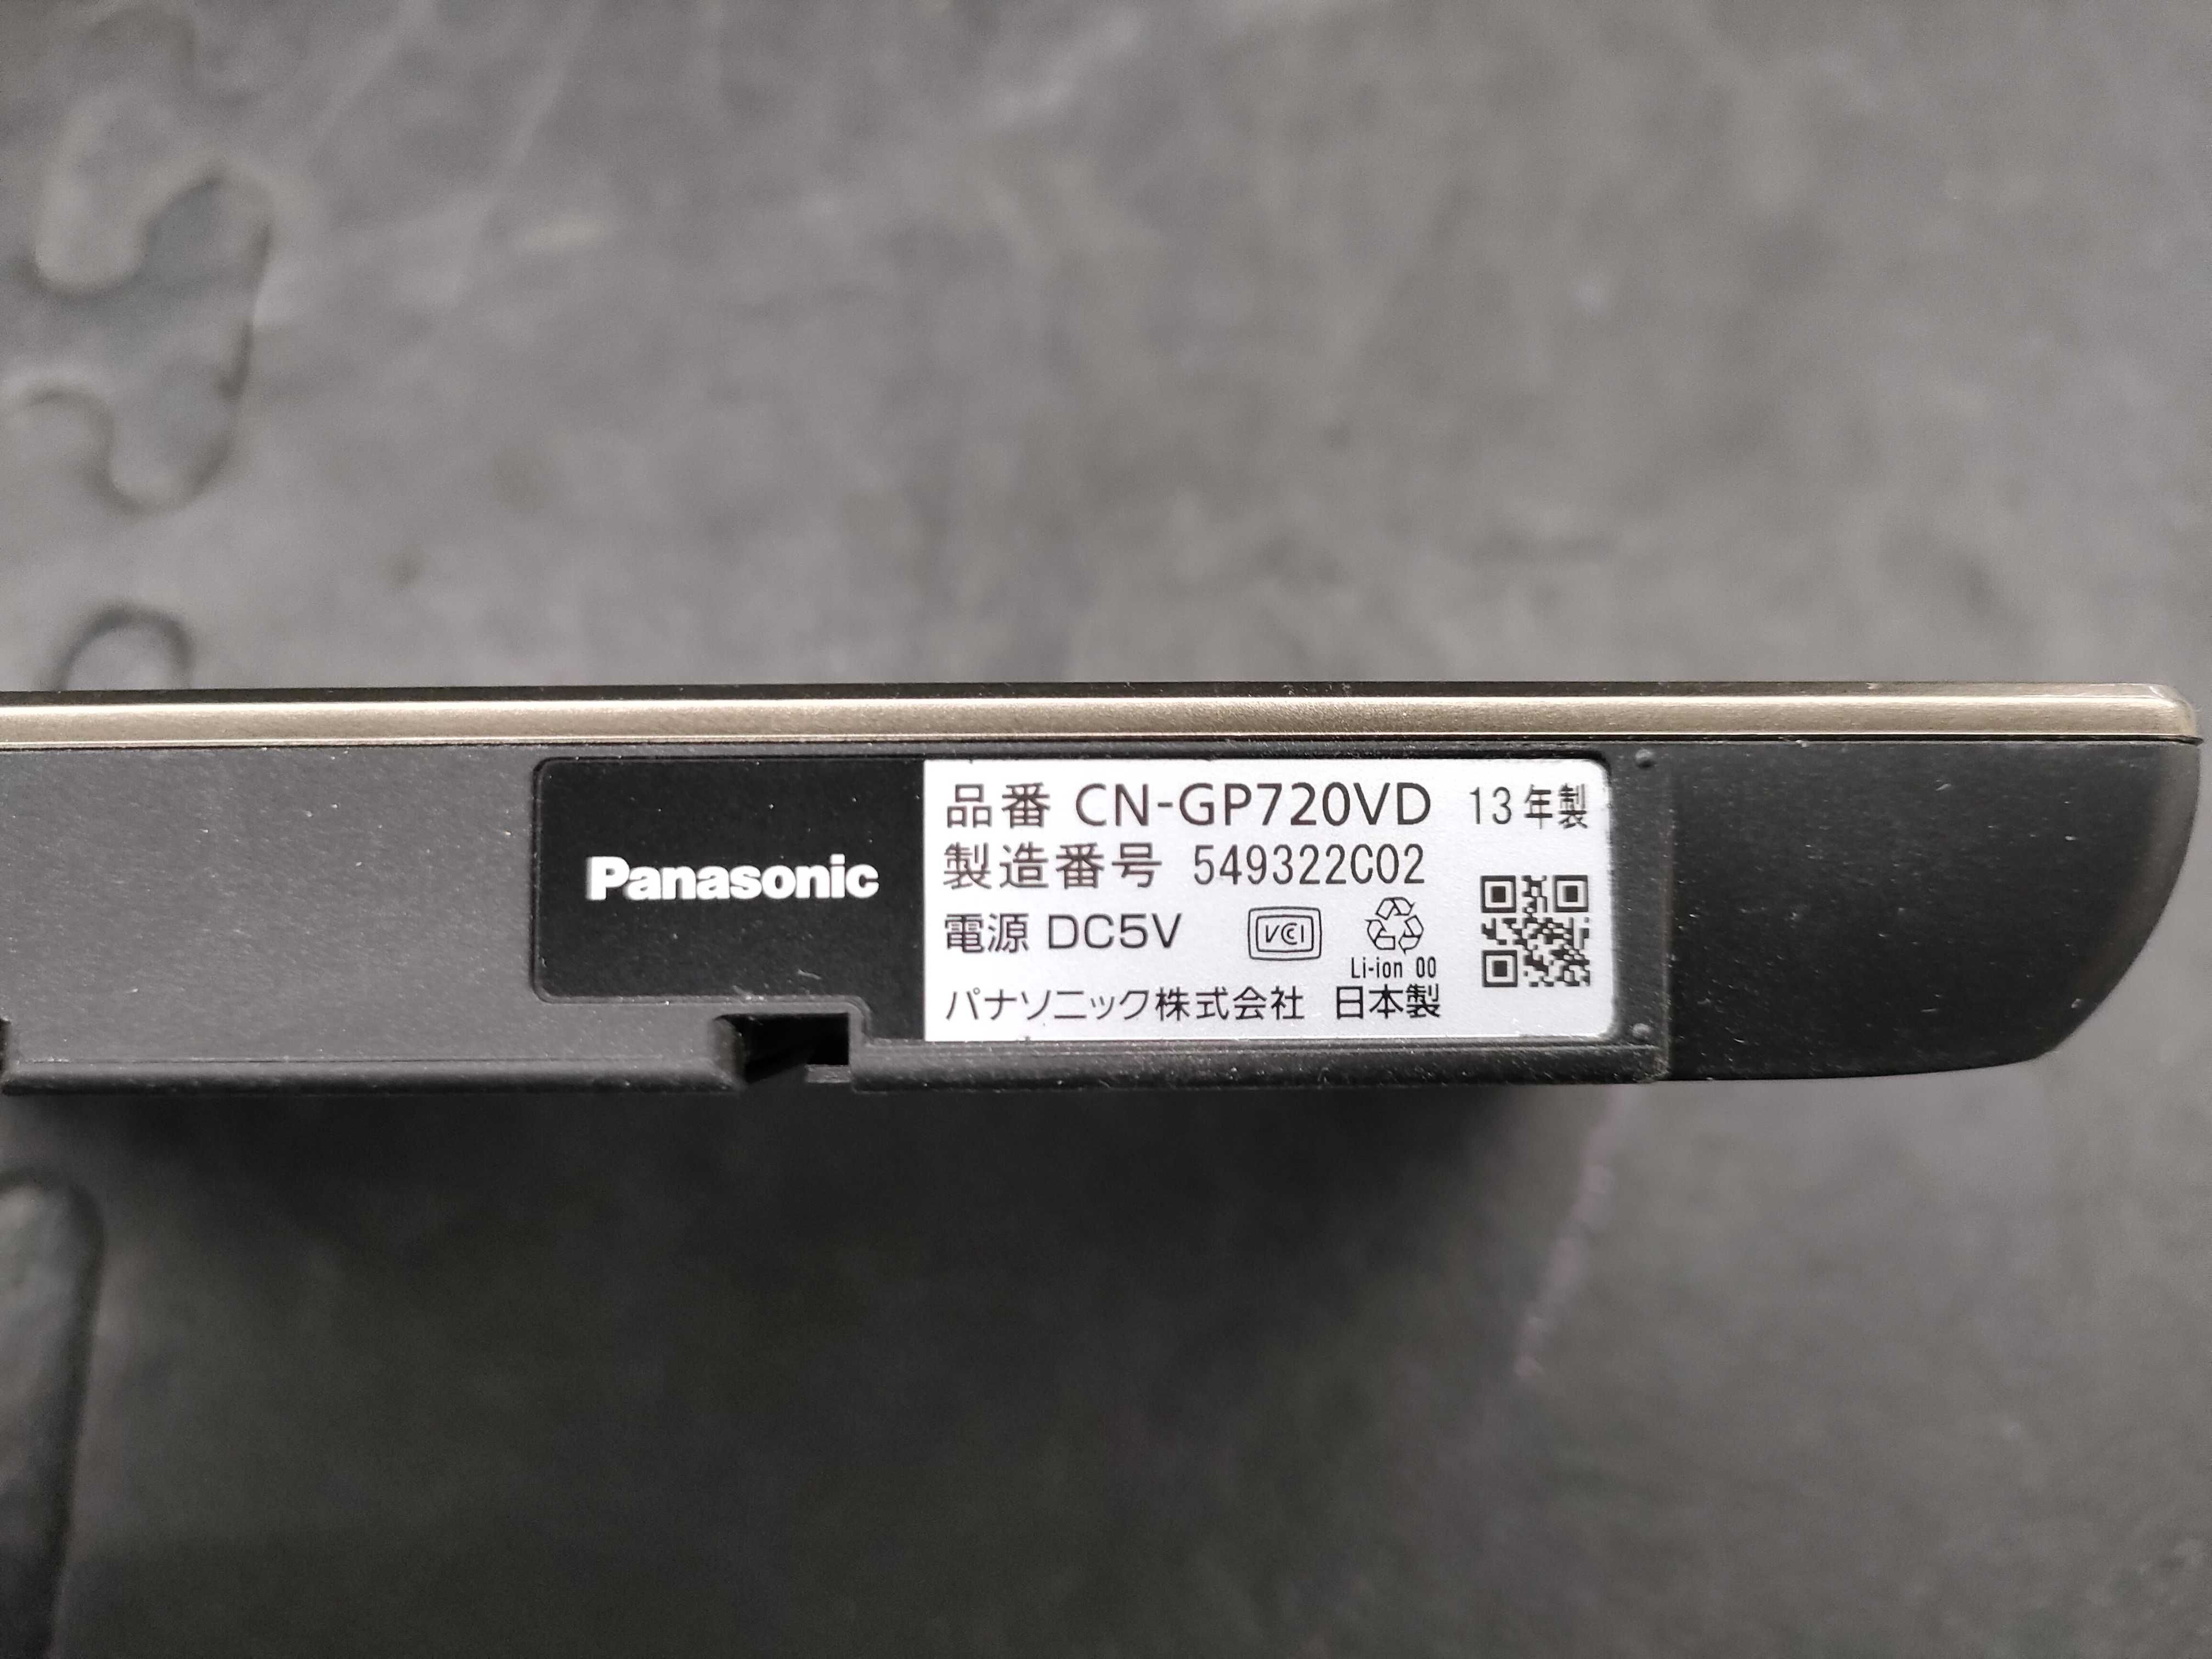 Panasonic
品番 CN-GP720VD 13年製
製造番号 549322C02
電源 DC5V VCCI
Li-ion 00
パナソニック株式会社 日本製